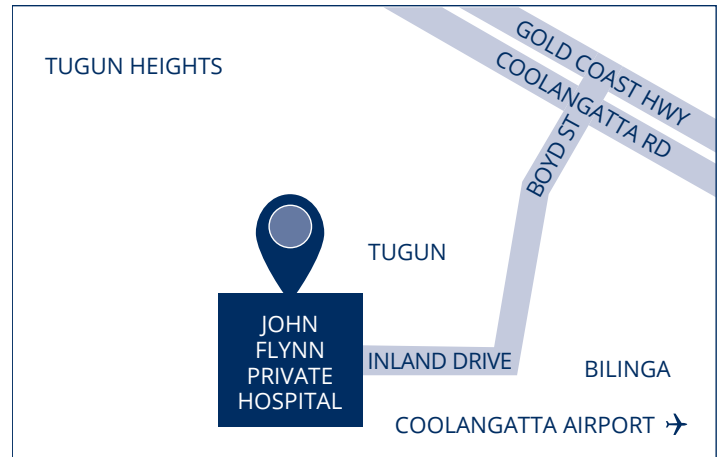 GOLD COAST HWY
COOLANGATTA RD
TUGUN HEIGHTS
BOYD ST
TUGUN
JOHN
FLYNN
PRIVATE
HOSPITAL
INLAND DRIVE
BILINGA
COOLANGATTA AIRPORT